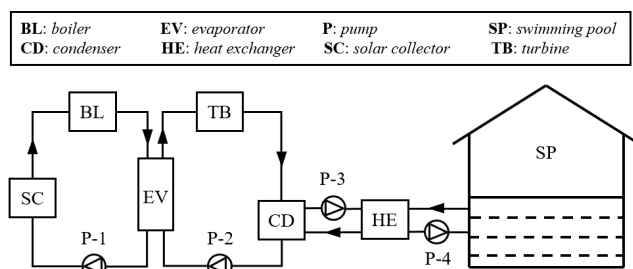 BL: boiler EV: evaporator P: pump SP: swimming pool
CD: condenser HE: heat exchanger SC: solar collector TB: turbine
BL TB
SP
SC EV
P-3
CD HE
P-1 P-2
P-4